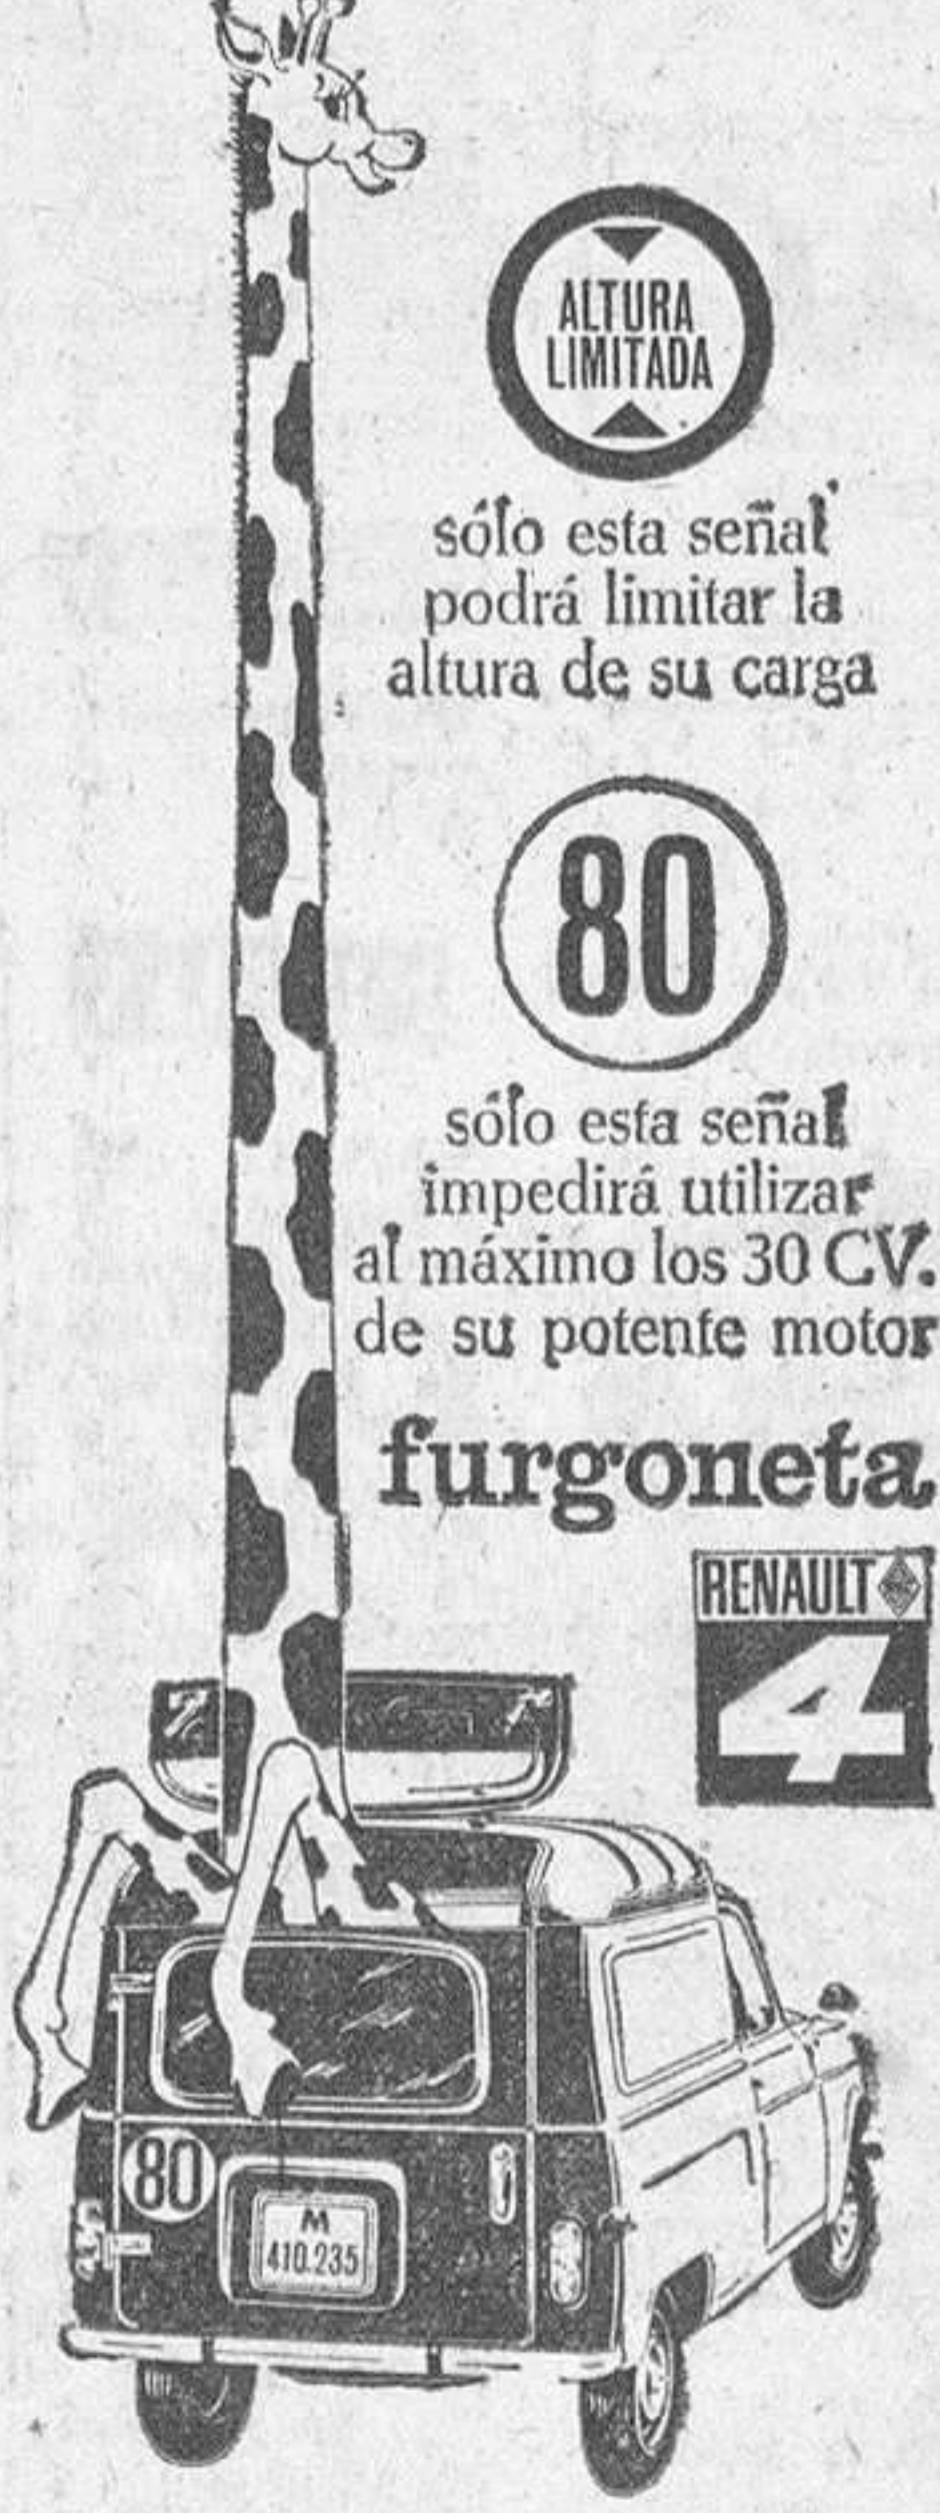 ALTURA
LIMITADA
sólo esta señal
podrá limitar la
altura de su carga
80
sólo esta señal
impedirá utilizar
al máximo los 30 CV.
de su potente motor
furgoneta
RENAULT
4
80
M
410.235